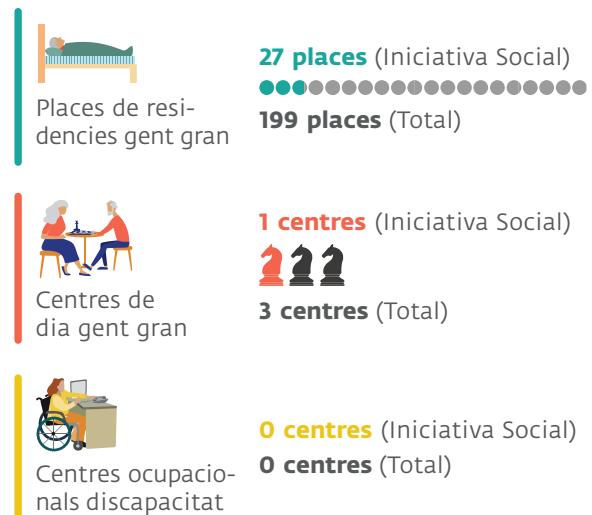 27 places (Iniciativa Social)
Places de resi-
dencies gent gran
199 places (Total)
1 centres (Iniciativa Social)
Centres de
dia gent gran
3 centres (Total)
0 centres (Iniciativa Social)
0 centres (Total)
Centres ocupacio-
nals discapacitat